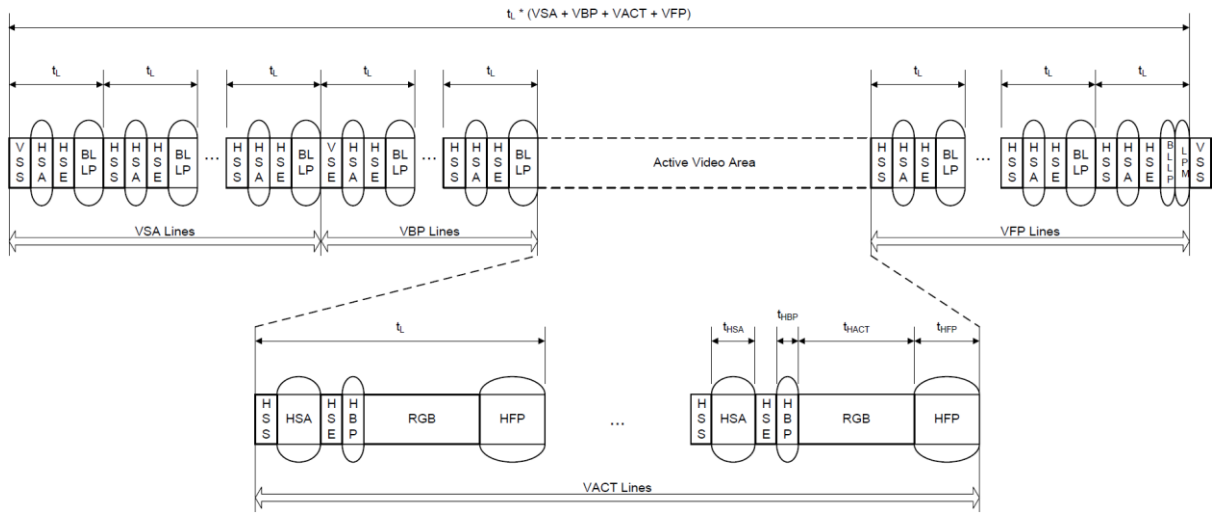 tL * (VSA + VBP + VACT + VFP)
tL tL tL tL tL tL tL tL
VSS HSA HSE BLLP HSS HSA HSE BLLP ... HSS HSA HSE BLLP VSE HSA HSE BLLP ... HSS HSA HSE BLLP Active Video Area HSS HSA HSE BLLP ... HSS HSA HSE BLLP HSS HSA HSE BLLP LPM VSS
VSA Lines VBP Lines VFP Lines
tL tHSA tHBP tHACT tHFP
HSS HSA HSE HBP RGB HFP ... HSS HSA HSE HBP RGB HFP
VACT Lines